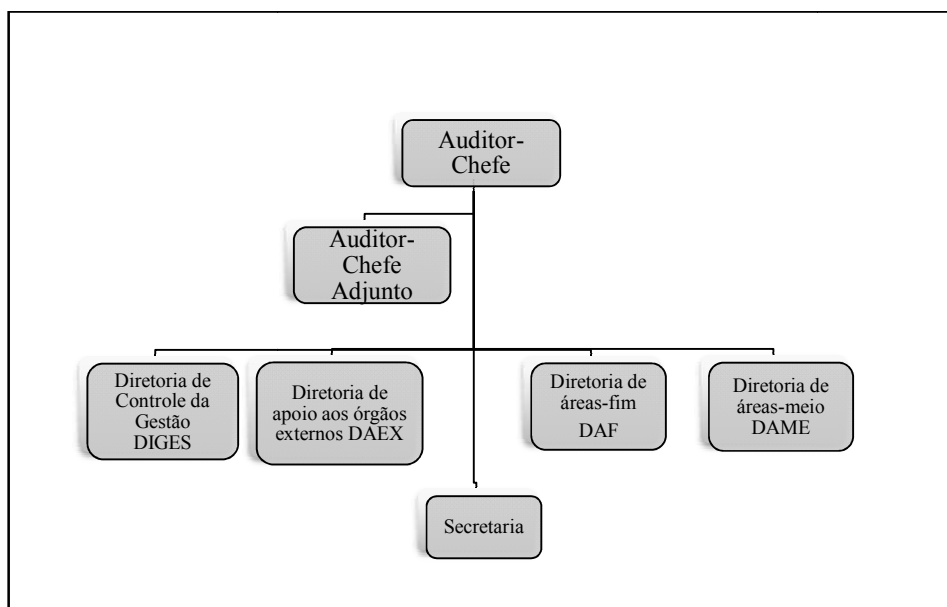 Auditor-
Chefe
Auditor-
Chefe
Adjunto
Diretoria de
Controle da
Gestão
DIGES
Diretoria de
apoio aos órgãos
externos DAEX
Diretoria de
áreas-fim
DAF
Diretoria de
áreas-meio
DAME
Secretaria